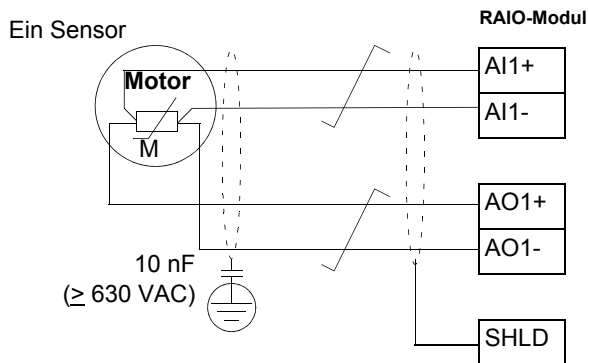 RAIO-Modul
Ein Sensor
AI1+
Motor
AI1-
M
AO1+
AO1-
10 nF
(≥ 630 VAC)
SHLD